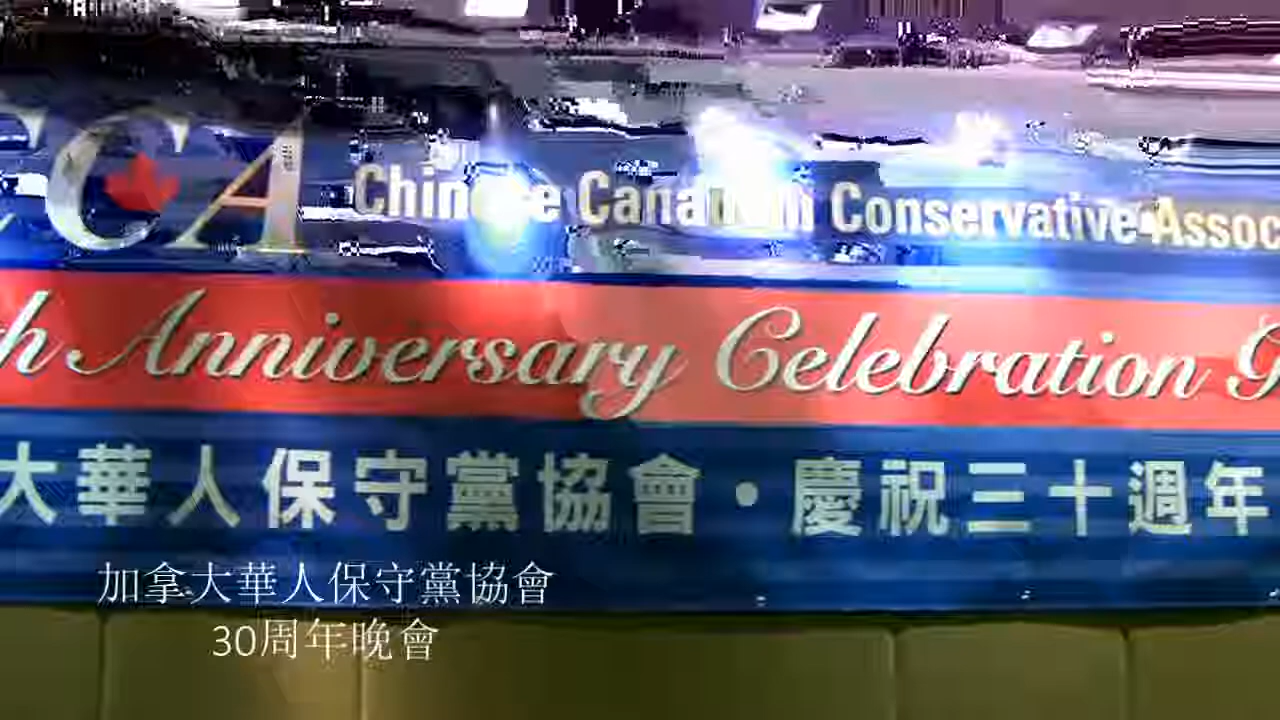 CCA
Chinese Canadian Conservative Assoc
h Anniversary Celebration G
大華人保守黨協會·慶祝三十週年
加拿大華人保守黨協會
30周年晚會